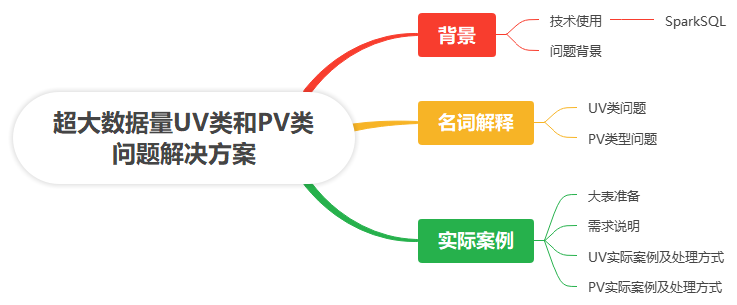 超大数据量UV类和PV类
问题解决方案
背景
技术使用
SparkSQL
问题背景
名词解释
UV类问题
PV类型问题
实际案例
大表准备
需求说明
UV实际案例及处理方式
PV实际案例及处理方式